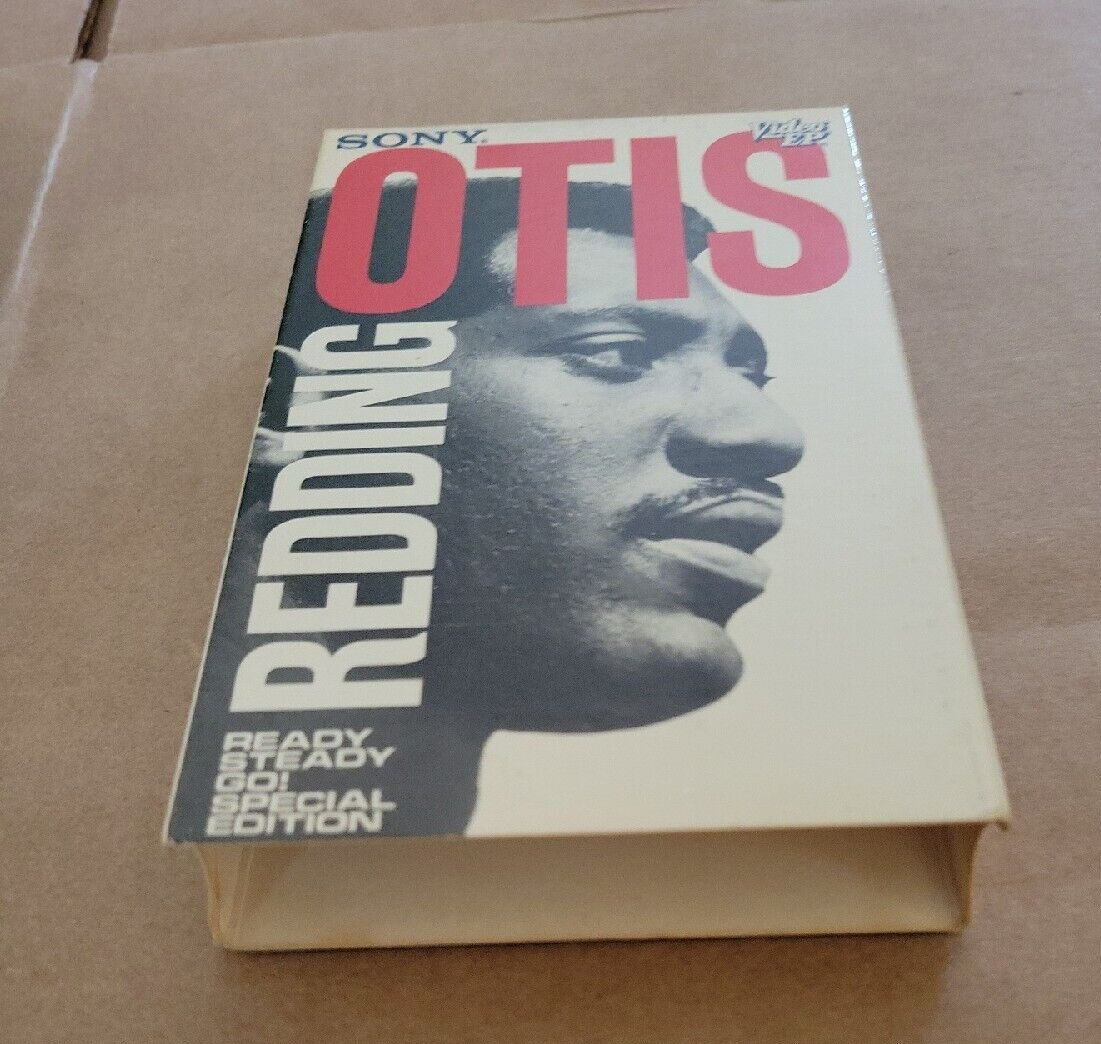 SONY.
Video
EP
OTIS
REDDING
READY
STEADY
GO!
SPECIAL
EDITION